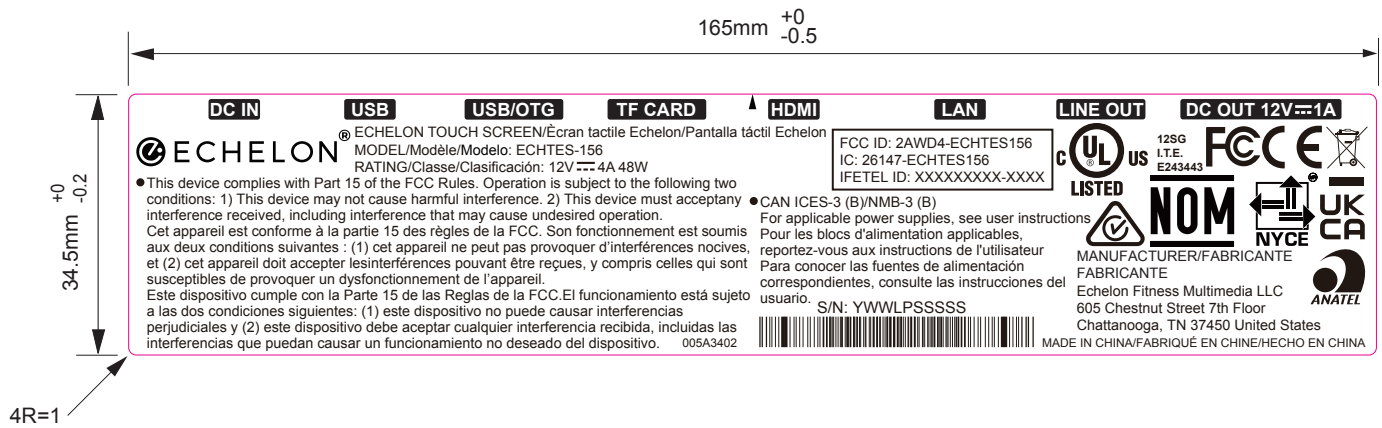 165mm +0 -0.5
34.5mm +0 -0.2
4R=1
DC IN USB USB/OTG TF CARD HDMI LAN LINE OUT DC OUT 12V⎓1A
ECHELON®
ECHELON TOUCH SCREEN/Ècran tactile Echelon/Pantalla táctil Echelon
MODEL/Modèle/Modelo: ECHTES-156
RATING/Classe/Clasificación: 12V ⎓ 4A 48W
●This device complies with Part 15 of the FCC Rules. Operation is subject to the following two
conditions: 1) This device may not cause harmful interference. 2) This device must acceptany
interference received, including interference that may cause undesired operation.
Cet appareil est conforme à la partie 15 des règles de la FCC. Son fonctionnement est soumis
aux deux conditions suivantes : (1) cet appareil ne peut pas provoquer d'interférences nocives,
et (2) cet appareil doit accepter lesinterférences pouvant être reçues, y compris celles qui sont
susceptibles de provoquer un dysfonctionnement de l'appareil.
Este dispositivo cumple con la Parte 15 de las Reglas de la FCC.El funcionamiento está sujeto
a las dos condiciones siguientes: (1) este dispositivo no puede causar interferencias
perjudiciales y (2) este dispositivo debe aceptar cualquier interferencia recibida, incluidas las
interferencias que puedan causar un funcionamiento no deseado del dispositivo. 005A3402
FCC ID: 2AWD4-ECHTES156
IC: 26147-ECHTES156
IFETEL ID: XXXXXXXXX-XXXX
●CAN ICES-3 (B)/NMB-3 (B)
For applicable power supplies, see user instructions
Pour les blocs d'alimentation applicables,
reportez-vous aux instructions de l'utilisateur
Para conocer las fuentes de alimentación
correspondientes, consulte las instrucciones del
usuario.
S/N: YWWLPSSSSS
C UL US
LISTED
12SG
I.T.E.
E243443
FCC CE
NOM
NYCE
UK
CA
ANATEL
MANUFACTURER/FABRICANTE
FABRICANTE
Echelon Fitness Multimedia LLC
605 Chestnut Street 7th Floor
Chattanooga, TN 37450 United States
MADE IN CHINA/FABRIQUÉ EN CHINE/HECHO EN CHINA